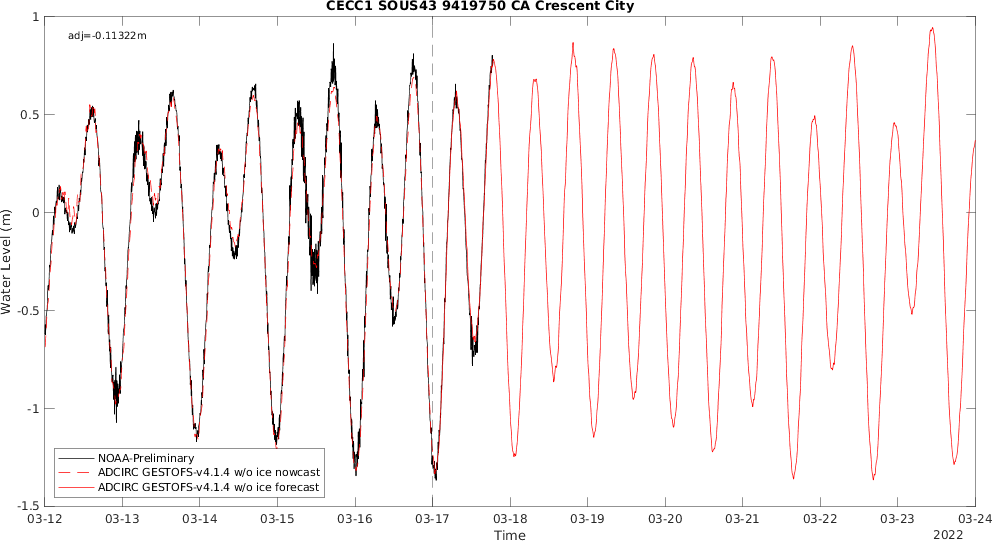 CECC1 SOUS43 9419750 CA Crescent City
adj=-0.11322m
1
0.5
0
-0.5
-1
-1.5
Water Level (m)
NOAA-Preliminary
ADCIRC GESTOFS-v4.1.4 w/o ice nowcast
ADCIRC GESTOFS-v4.1.4 w/o ice forecast
03-12 03-13 03-14 03-15 03-16 03-17 03-18 03-19 03-20 03-21 03-22 03-23 03-24
Time
2022